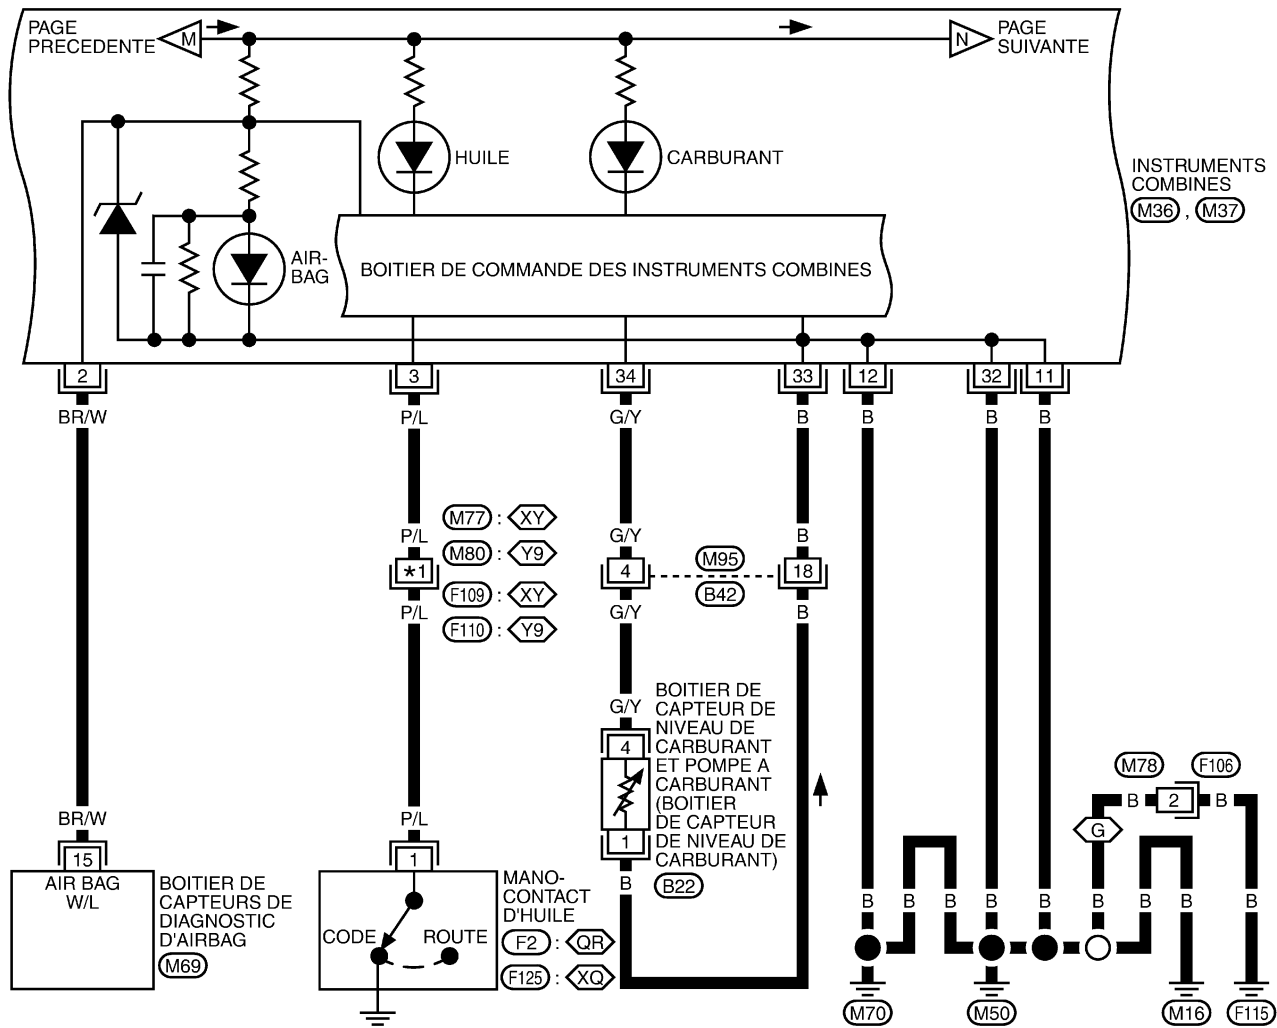 PAGE
PRECEDENTE
M
N
PAGE
SUIVANTE
HUILE
CARBURANT
INSTRUMENTS
COMBINES
M36 , M37
AIR-
BAG
BOITIER DE COMMANDE DES INSTRUMENTS COMBINES
2 3 34 33 12 32 11
BR/W P/L G/Y B B B B
M77 : XY
P/L G/Y B
M80 : Y9
*1 4 M95 18
F109 : XY
B42
P/L G/Y B
F110 : Y9
G/Y
BOITIER DE
CAPTEUR DE
NIVEAU DE
CARBURANT
ET POMPE A
CARBURANT
(BOITIER
DE CAPTEUR
DE NIVEAU DE
CARBURANT)
B22
4
1
B
M78 F106
B 2 B
G
BR/W P/L
15 1
AIR BAG
W/L
BOITIER DE
CAPTEURS DE
DIAGNOSTIC
D'AIRBAG
M69
CODE ROUTE
MANO-
CONTACT
D'HUILE
F2 : QR
F125 : XQ
B B B B B B B B B
M70 M50 M16 F115